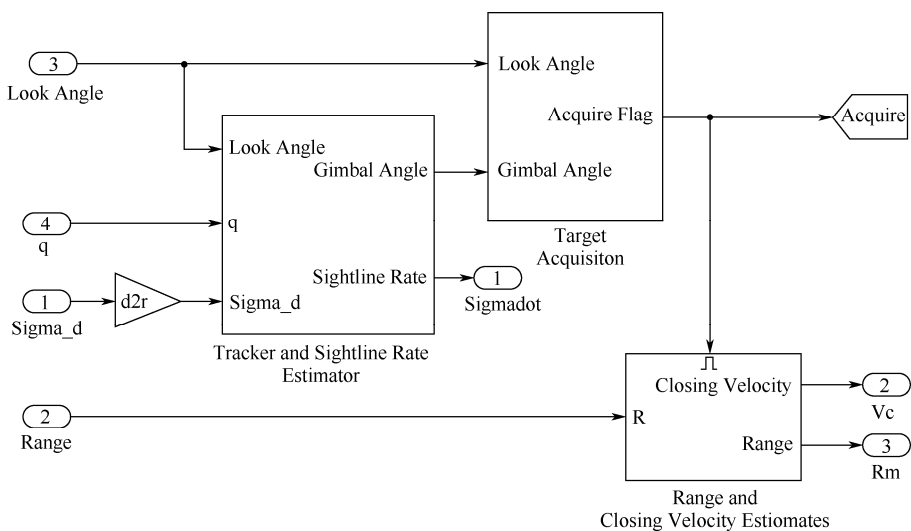 3
Look Angle
Look Angle
Acquire Flag
Gimbal Angle
Target
Acquisiton
Acquire
Look Angle
Gimbal Angle
q
Sightline Rate
Sigma_d
Tracker and Sightline Rate
Estimator
4
q
1
Sigma_d
d2r
1
Sigmadot
2
Range
Closing Velocity
R
Range
Range and
Closing Velocity Estiomates
2
Vc
3
Rm